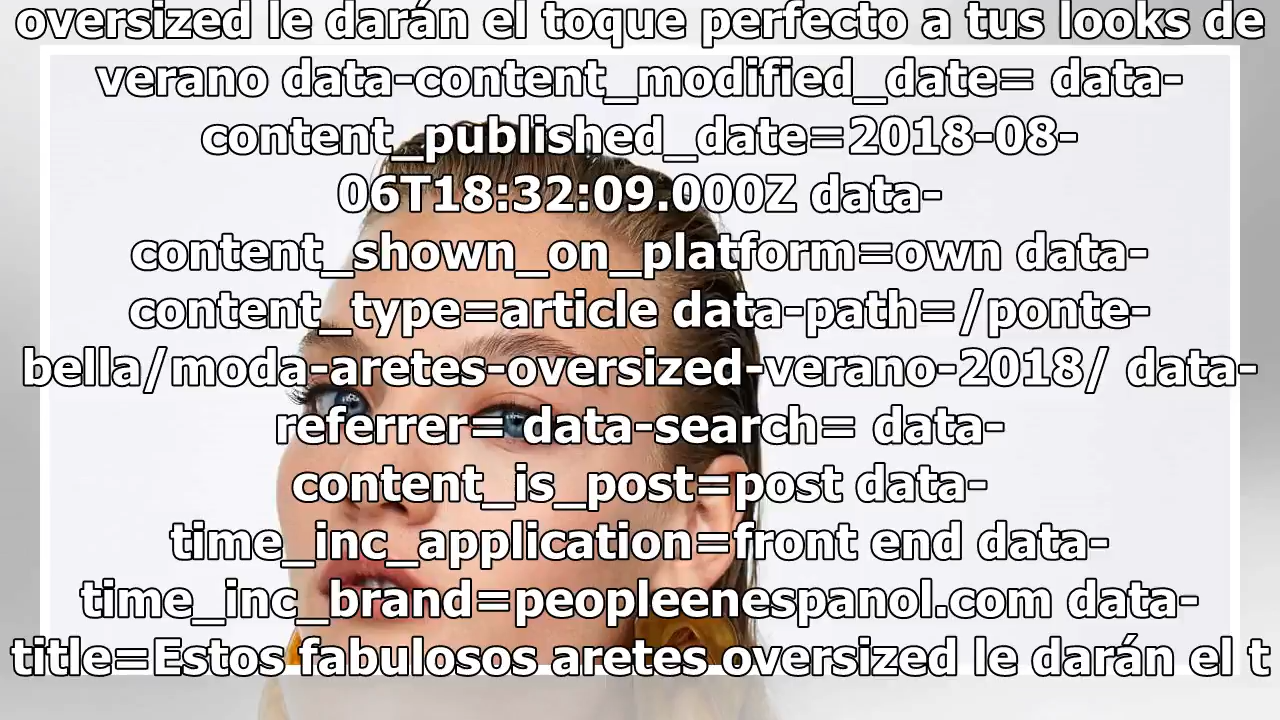 oversized le darán el toque perfecto a tus looks de
verano data-content_modified_date= data-
content_published_date=2018-08-
06T18:32:09.000Z data-
content_shown_on_platform=own data-
content_type=article data-path=/ponte-
bella/moda-aretes-oversized-verano-2018/ data-
referrer= data-search= data-
content_is_post=post data-
time_inc_application=front end data-
time_inc_brand=peopleenespanol.com data-
title=Estos fabulosos aretes oversized le darán el t